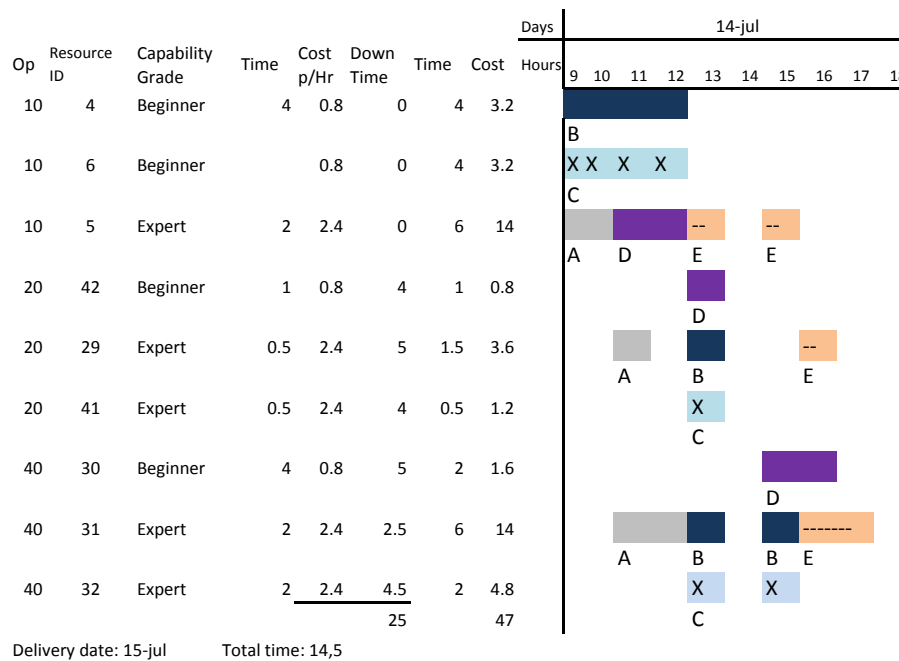 Days 14-jul
Op Resource ID Capability Grade Time Cost p/Hr Down Time Time Cost Hours 9 10 11 12 13 14 15 16 17 18
10 4 Beginner 4 0.8 0 4 3.2
B
10 6 Beginner 0.8 0 4 3.2 X X X X
C
10 5 Expert 2 2.4 0 6 14 -- --
A D E E
20 42 Beginner 1 0.8 4 1 0.8
D
20 29 Expert 0.5 2.4 5 1.5 3.6 --
A B E
20 41 Expert 0.5 2.4 4 0.5 1.2 X
C
40 30 Beginner 4 0.8 5 2 1.6
D
40 31 Expert 2 2.4 2.5 6 14 -------
A B B E
40 32 Expert 2 2.4 4.5 2 4.8 X X
25 47 C
Delivery date: 15-jul Total time: 14,5